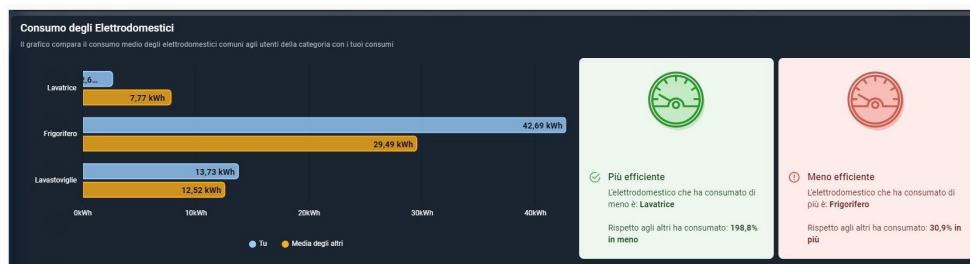 Consumo degli Elettrodomestici
Il grafico compara il consumo medio degli elettrodomestici comuni agli utenti della categoria con i tuoi consumi
Lavatrice
2,6...
7,77 kWh
Frigorifero
42,69 kWh
29,49 kWh
Lavastoviglie
13,73 kWh
12,52 kWh
0kWh 10kWh 20kWh 30kWh 40kWh
Tu Media degli altri
Più efficiente
L'elettrodomestico che ha consumato di
meno è: Lavatrice
Rispetto agli altri ha consumato: 198,8%
in meno
Meno efficiente
L'elettrodomestico che ha consumato di
più è: Frigorifero
Rispetto agli altri ha consumato: 30,9% in
più